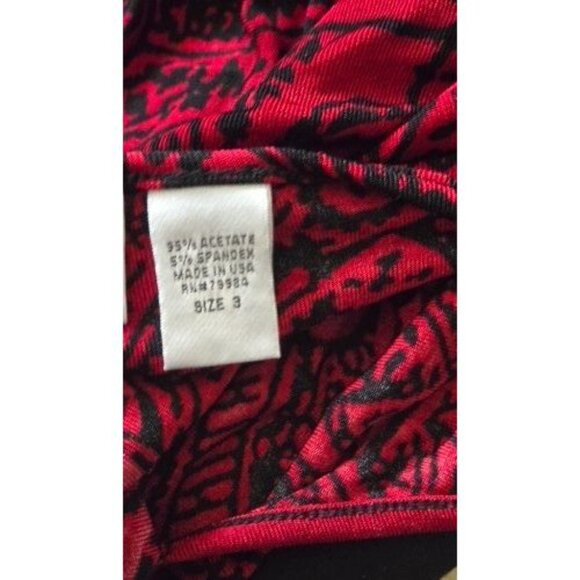 95% ACETATE
5% SPANDEX
MADE IN USA
RN#79984
SIZE 3